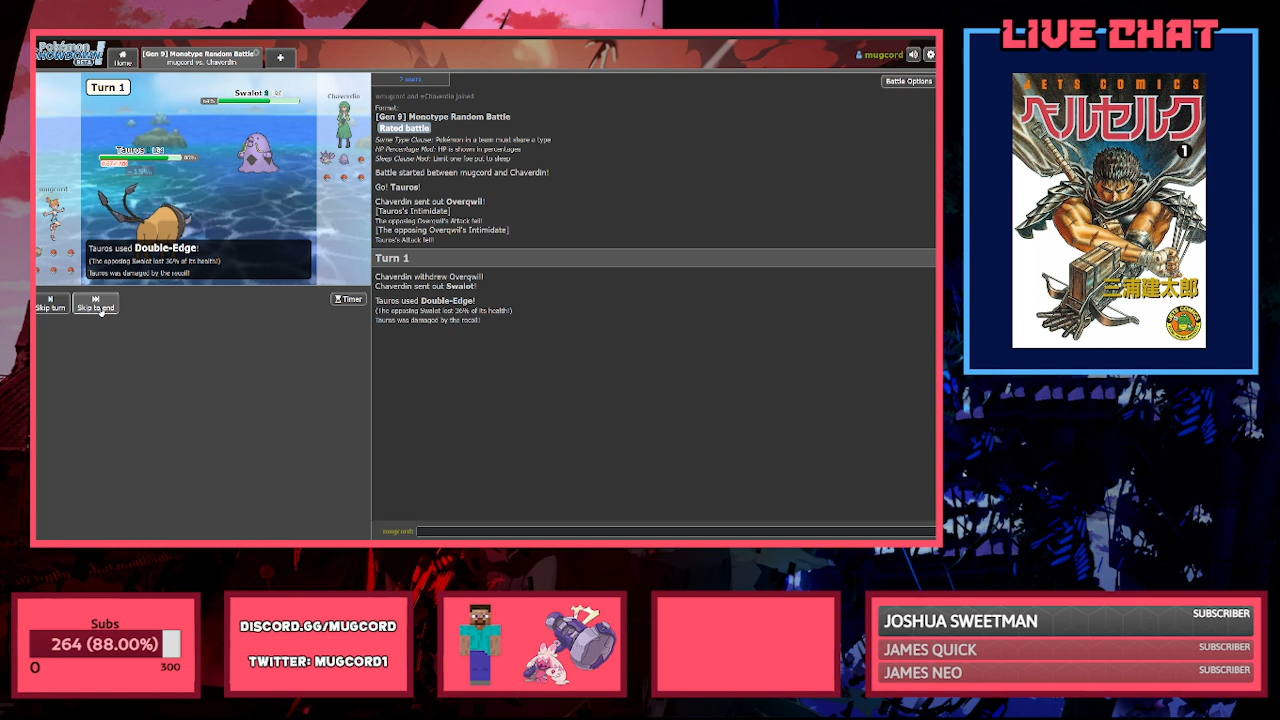 Pokémon
SHOWDOWN!
BETA
Home
[Gen 9] Monotype Random Battle
mugcord vs. Chaverdin
+
mugcord
Turn 1
Swalot
64%
Chaverdin
Tauros L84
mugcord
Tauros used Double-Edge!
(The opposing Swalot lost 36% of its health!)
Tauros was damaged by the recoil!
Skip turn
Skip to end
Timer
2 users
Battle Options
Format:
[Gen 9] Monotype Random Battle
Rated battle
Same Type Clause: Pokémon in a team must share a type
HP Percentage Mod: HP is shown in percentages
Sleep Clause Mod: Limit one foe put to sleep
Battle started between mugcord and Chaverdin!
Go! Tauros!
Chaverdin sent out Overqwil!
[Tauros's Intimidate]
The opposing Overqwil's Attack fell!
[The opposing Overqwil's Intimidate]
Tauros's Attack fell!
Turn 1
Chaverdin withdrew Overqwil!
Chaverdin sent out Swalot!
Tauros used Double-Edge!
(The opposing Swalot lost 36% of its health!)
Tauros was damaged by the recoil!
mugcord:
LIVE CHAT
JETS COMICS
ベルセルク
1
三浦建太郎
Subs
264 (88.00%)
0
300
DISCORD.GG/MUGCORD
TWITTER: MUGCORD1
JOSHUA SWEETMAN
SUBSCRIBER
JAMES QUICK
SUBSCRIBER
JAMES NEO
SUBSCRIBER